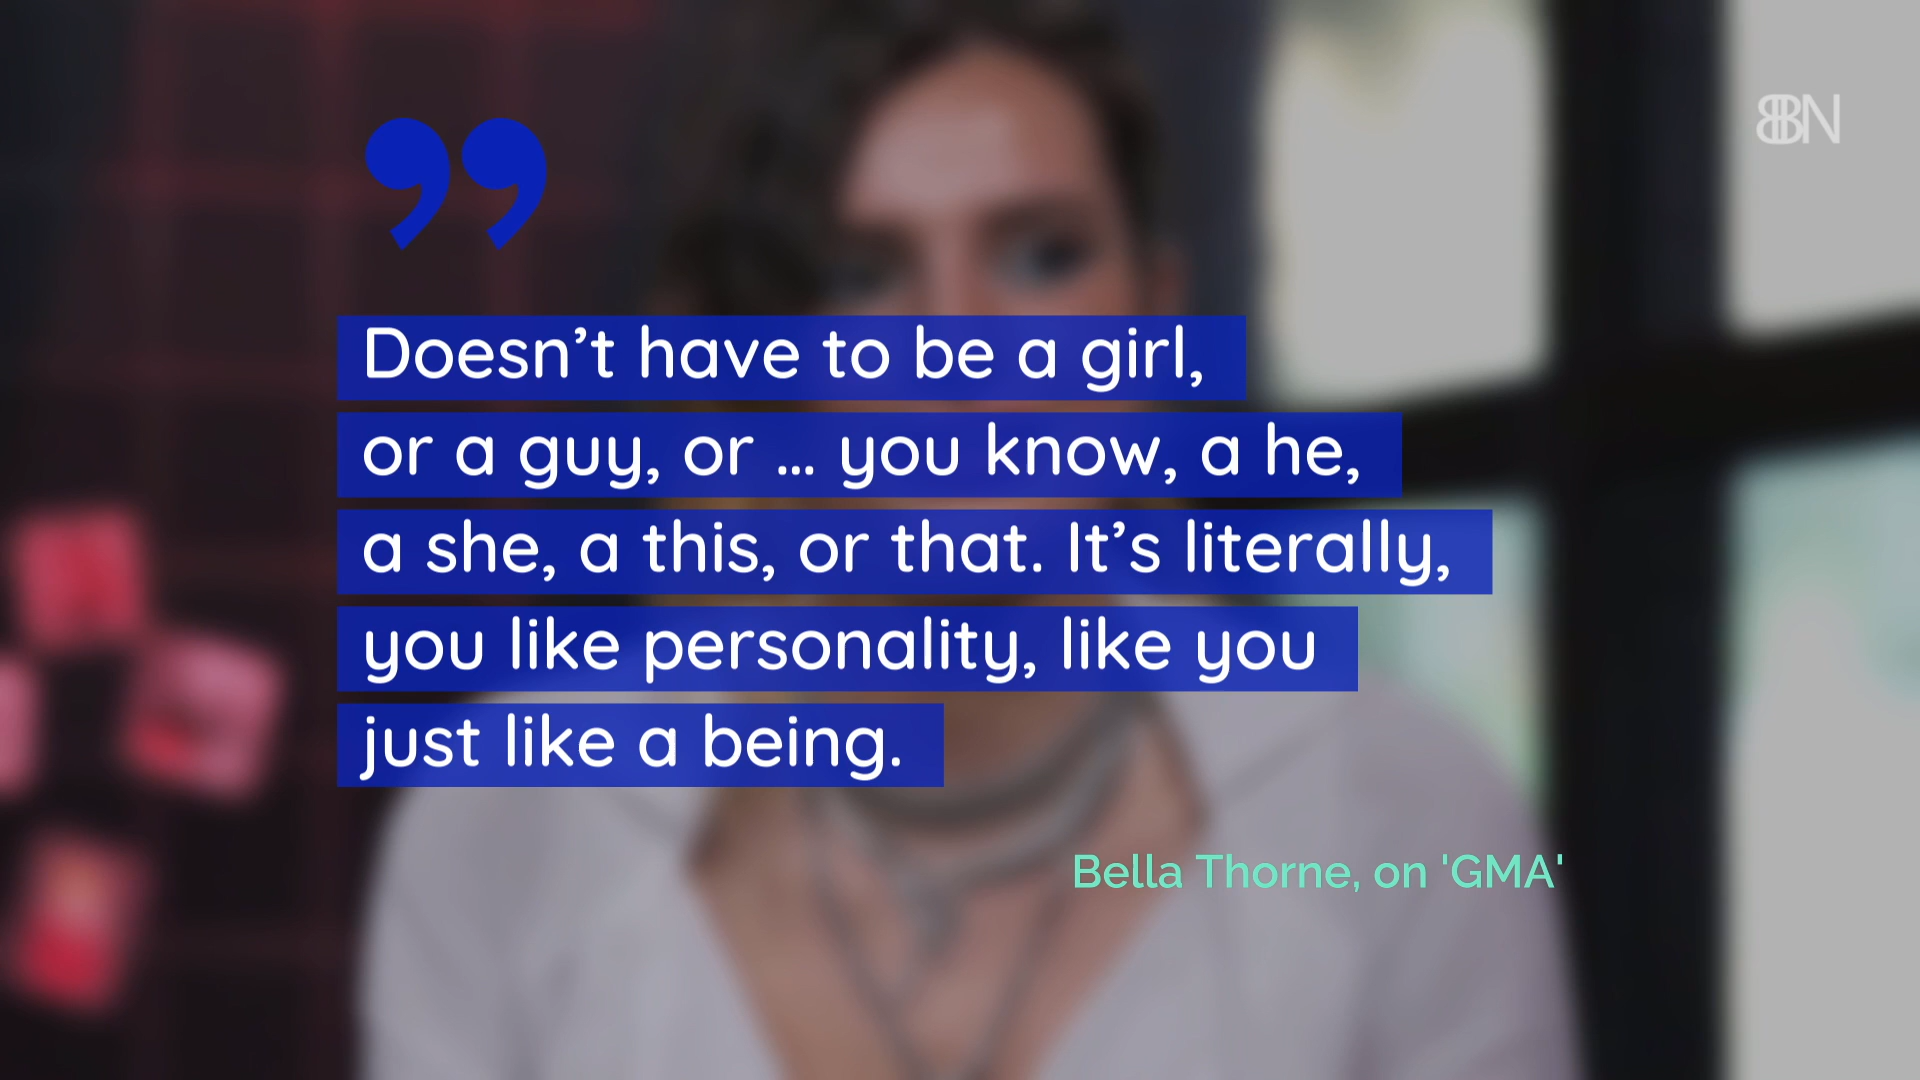 BBN
”
Doesn’t have to be a girl,
or a guy, or ... you know, a he,
a she, a this, or that. It’s literally,
you like personality, like you
just like a being.
Bella Thorne, on 'GMA'